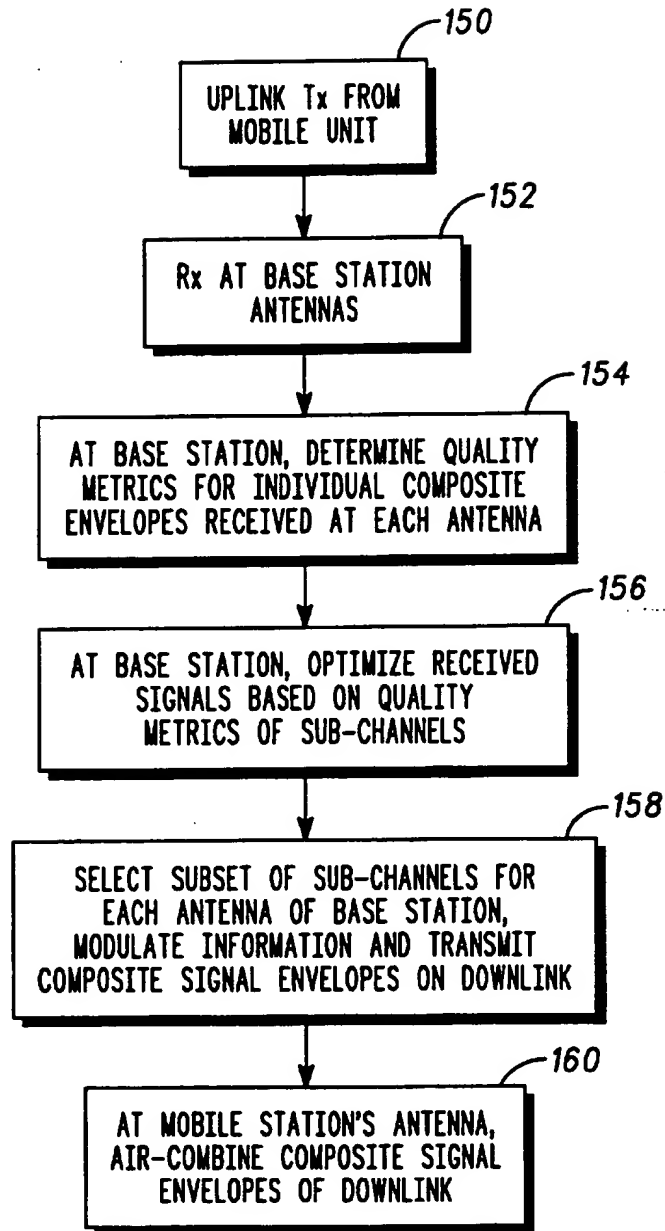 150
UPLINK Tx FROM
MOBILE UNIT
152
Rx AT BASE STATION
ANTENNAS
154
AT BASE STATION, DETERMINE QUALITY
METRICS FOR INDIVIDUAL COMPOSITE
ENVELOPES RECEIVED AT EACH ANTENNA
156
AT BASE STATION, OPTIMIZE RECEIVED
SIGNALS BASED ON QUALITY
METRICS OF SUB-CHANNELS
158
SELECT SUBSET OF SUB-CHANNELS FOR
EACH ANTENNA OF BASE STATION,
MODULATE INFORMATION AND TRANSMIT
COMPOSITE SIGNAL ENVELOPES ON DOWNLINK
160
AT MOBILE STATION'S ANTENNA,
AIR-COMBINE COMPOSITE SIGNAL
ENVELOPES OF DOWNLINK